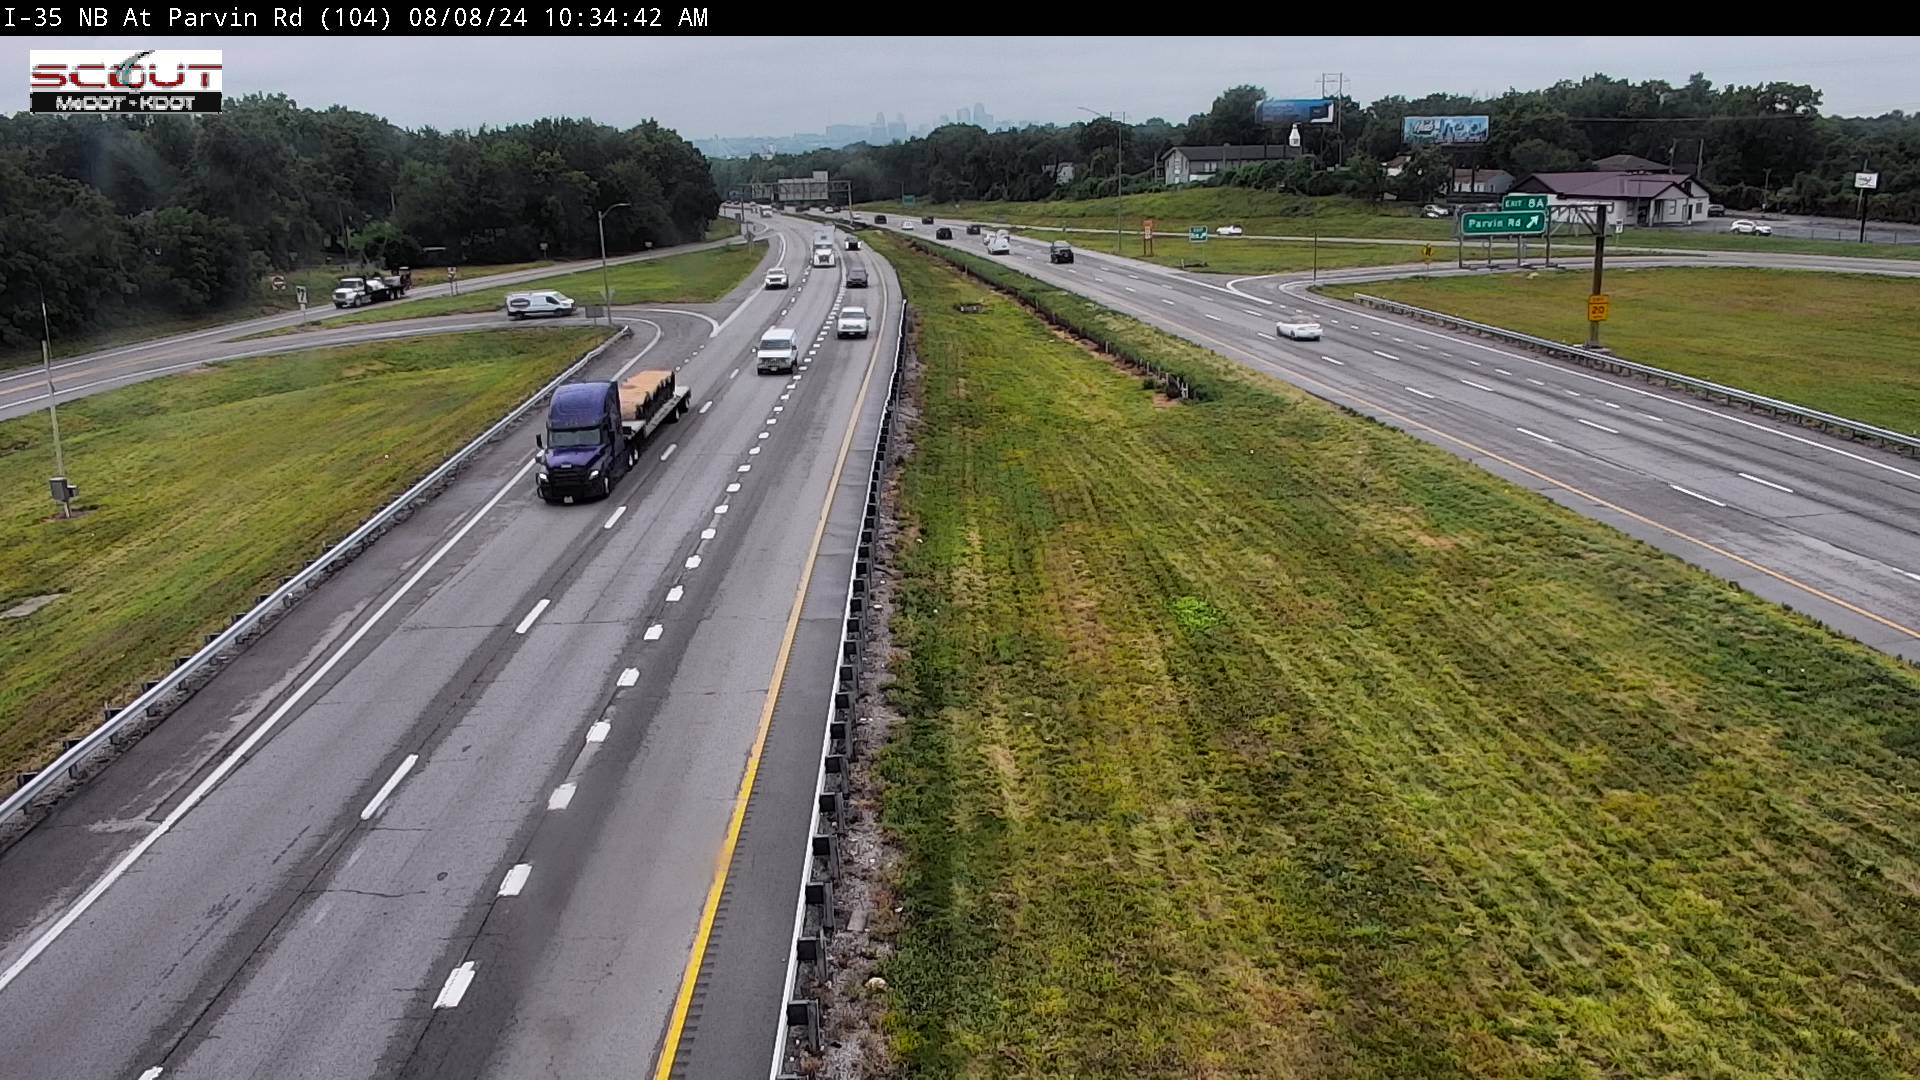 I-35 NB At Parvin Rd (104) 08/08/24 10:34:42 AM
SCOUT
MoDOT - KDOT
EXIT 8A
Parvin Rd
20